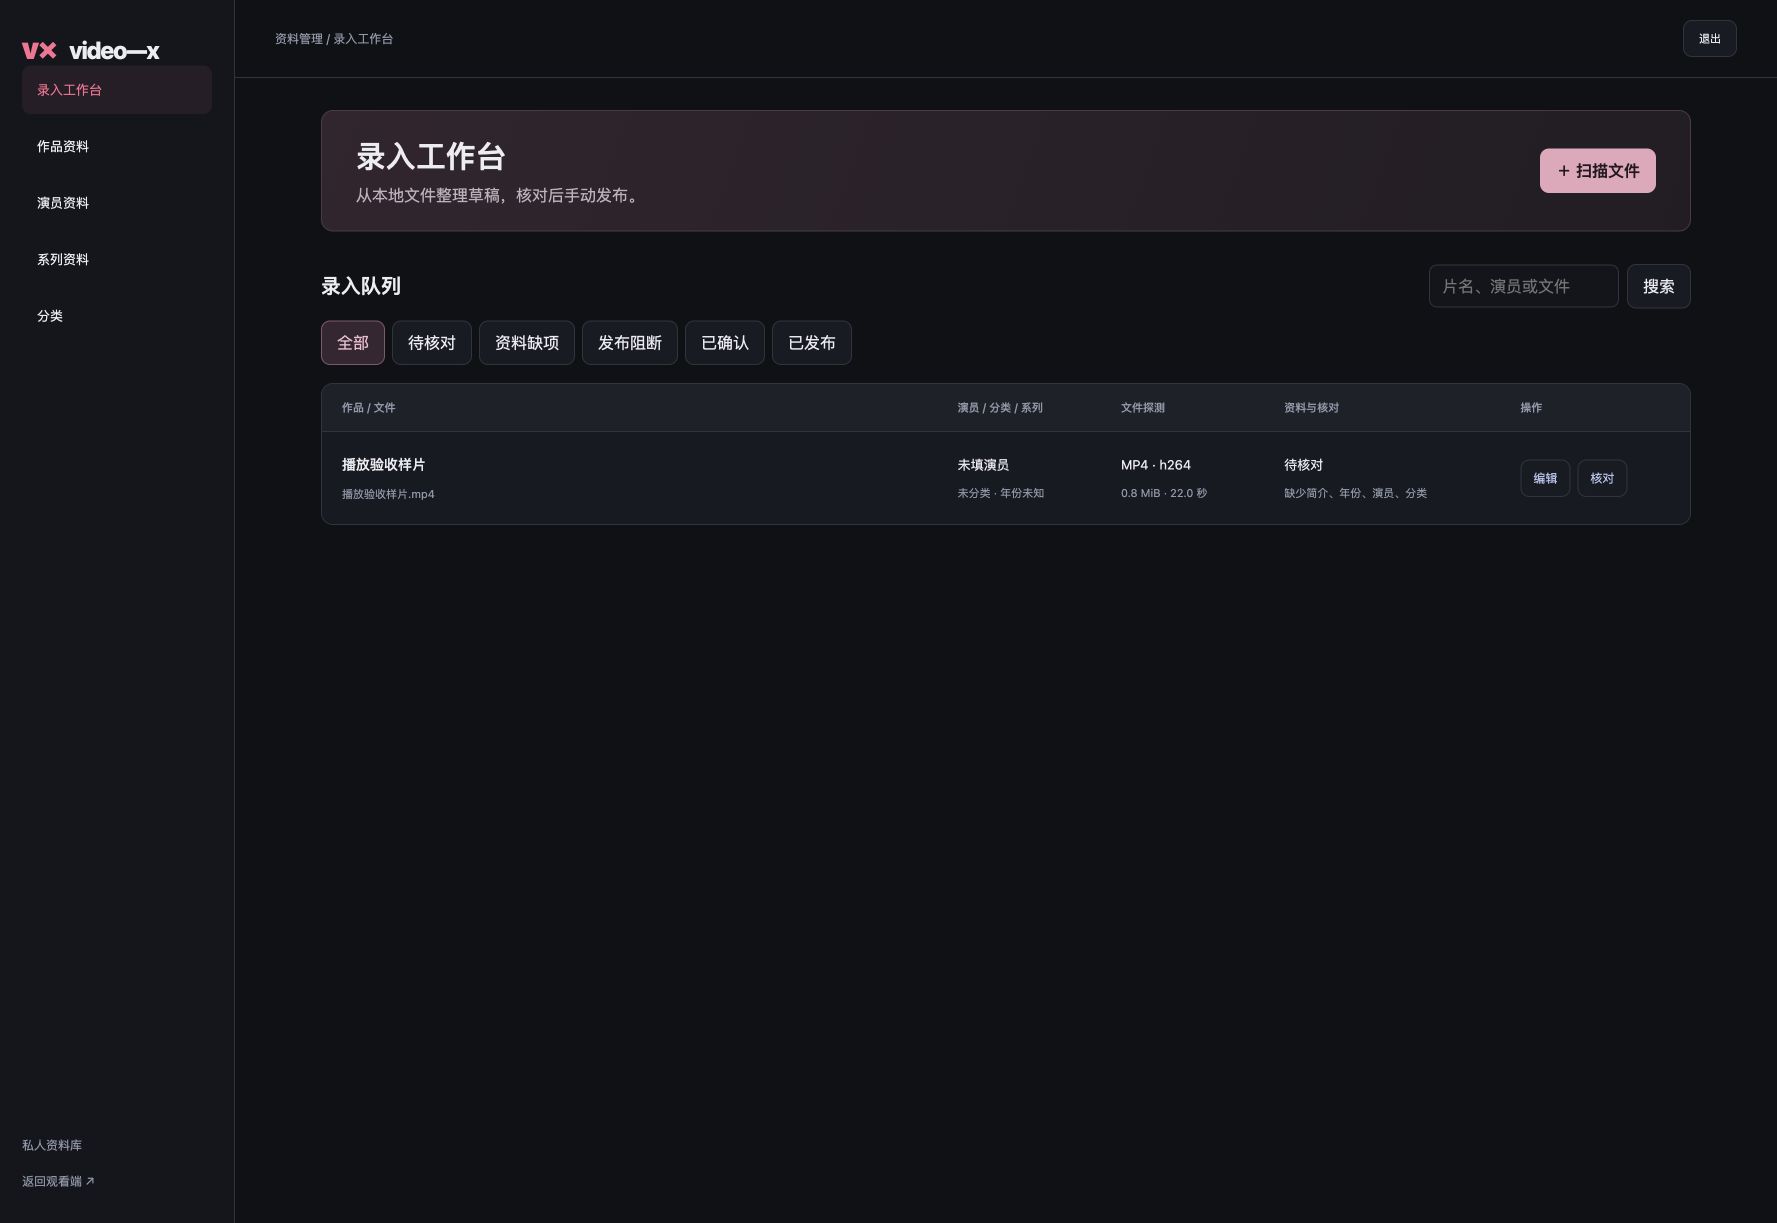 VX video—x
录入工作台
作品资料
演员资料
系列资料
分类
私人资料库
返回观看端 ↗
资料管理 / 录入工作台
退出
录入工作台
从本地文件整理草稿，核对后手动发布。
+ 扫描文件
录入队列
片名、演员或文件
搜索
全部 待核对 资料缺项 发布阻断 已确认 已发布
作品 / 文件 演员 / 分类 / 系列 文件探测 资料与核对 操作
播放验收样片 未填演员 MP4 · h264 待核对 编辑 核对
播放验收样片.mp4 未分类 · 年份未知 0.8 MiB · 22.0 秒 缺少简介、年份、演员、分类